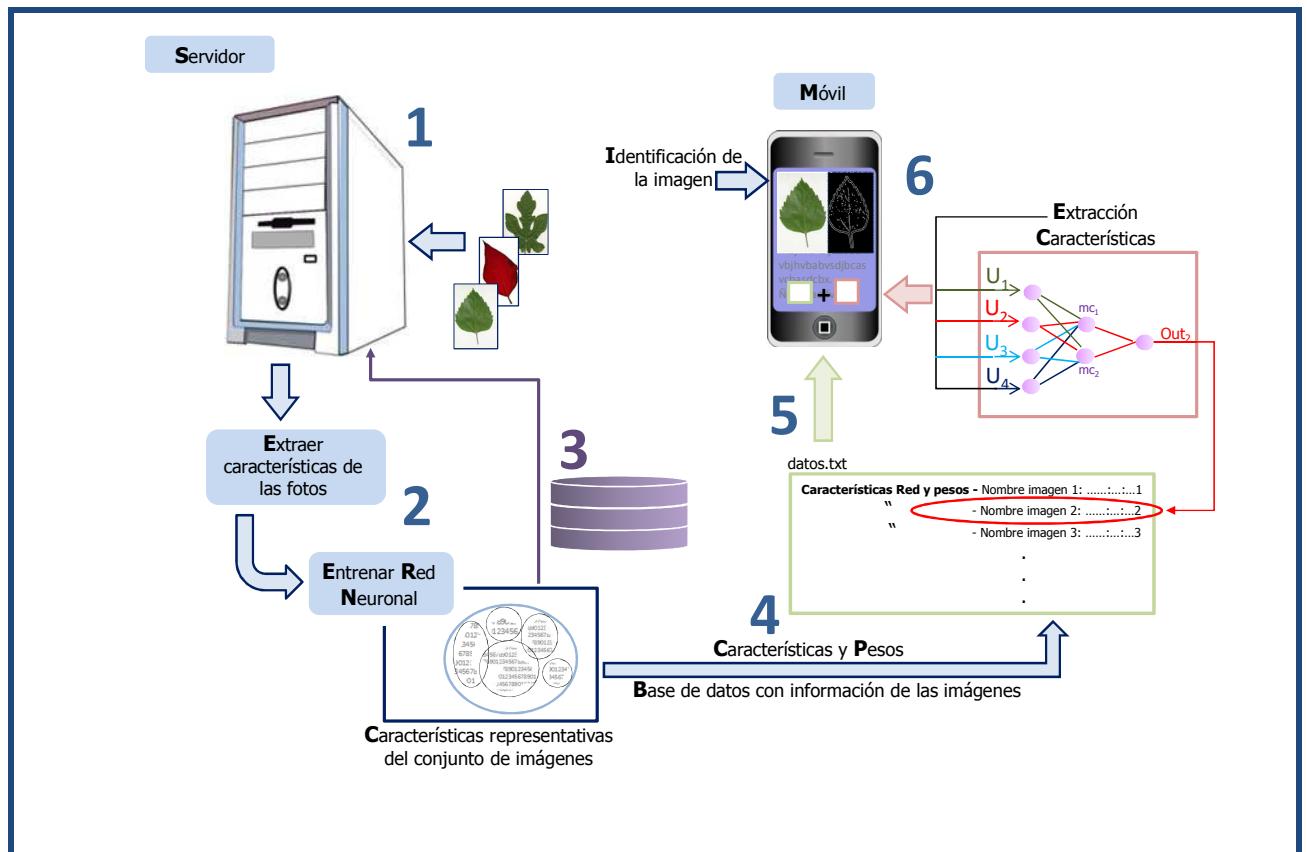 Servidor
1
Móvil
Identificación de
la imagen
6
Extracción
Características
vbjhvbabvsdjbcas
+
U1
U2
U3
U4
mc1
mc2
Out2
Extraer
características de
las fotos
2
3
5
datos.txt
Características Red y pesos - Nombre imagen 1: ......:...:...1
“ - Nombre imagen 2: ......:...:...2
“ - Nombre imagen 3: ......:...:...3
.
.
.
Entrenar Red
Neuronal
4
Características y Pesos
Base de datos con información de las imágenes
Características representativas
del conjunto de imágenes